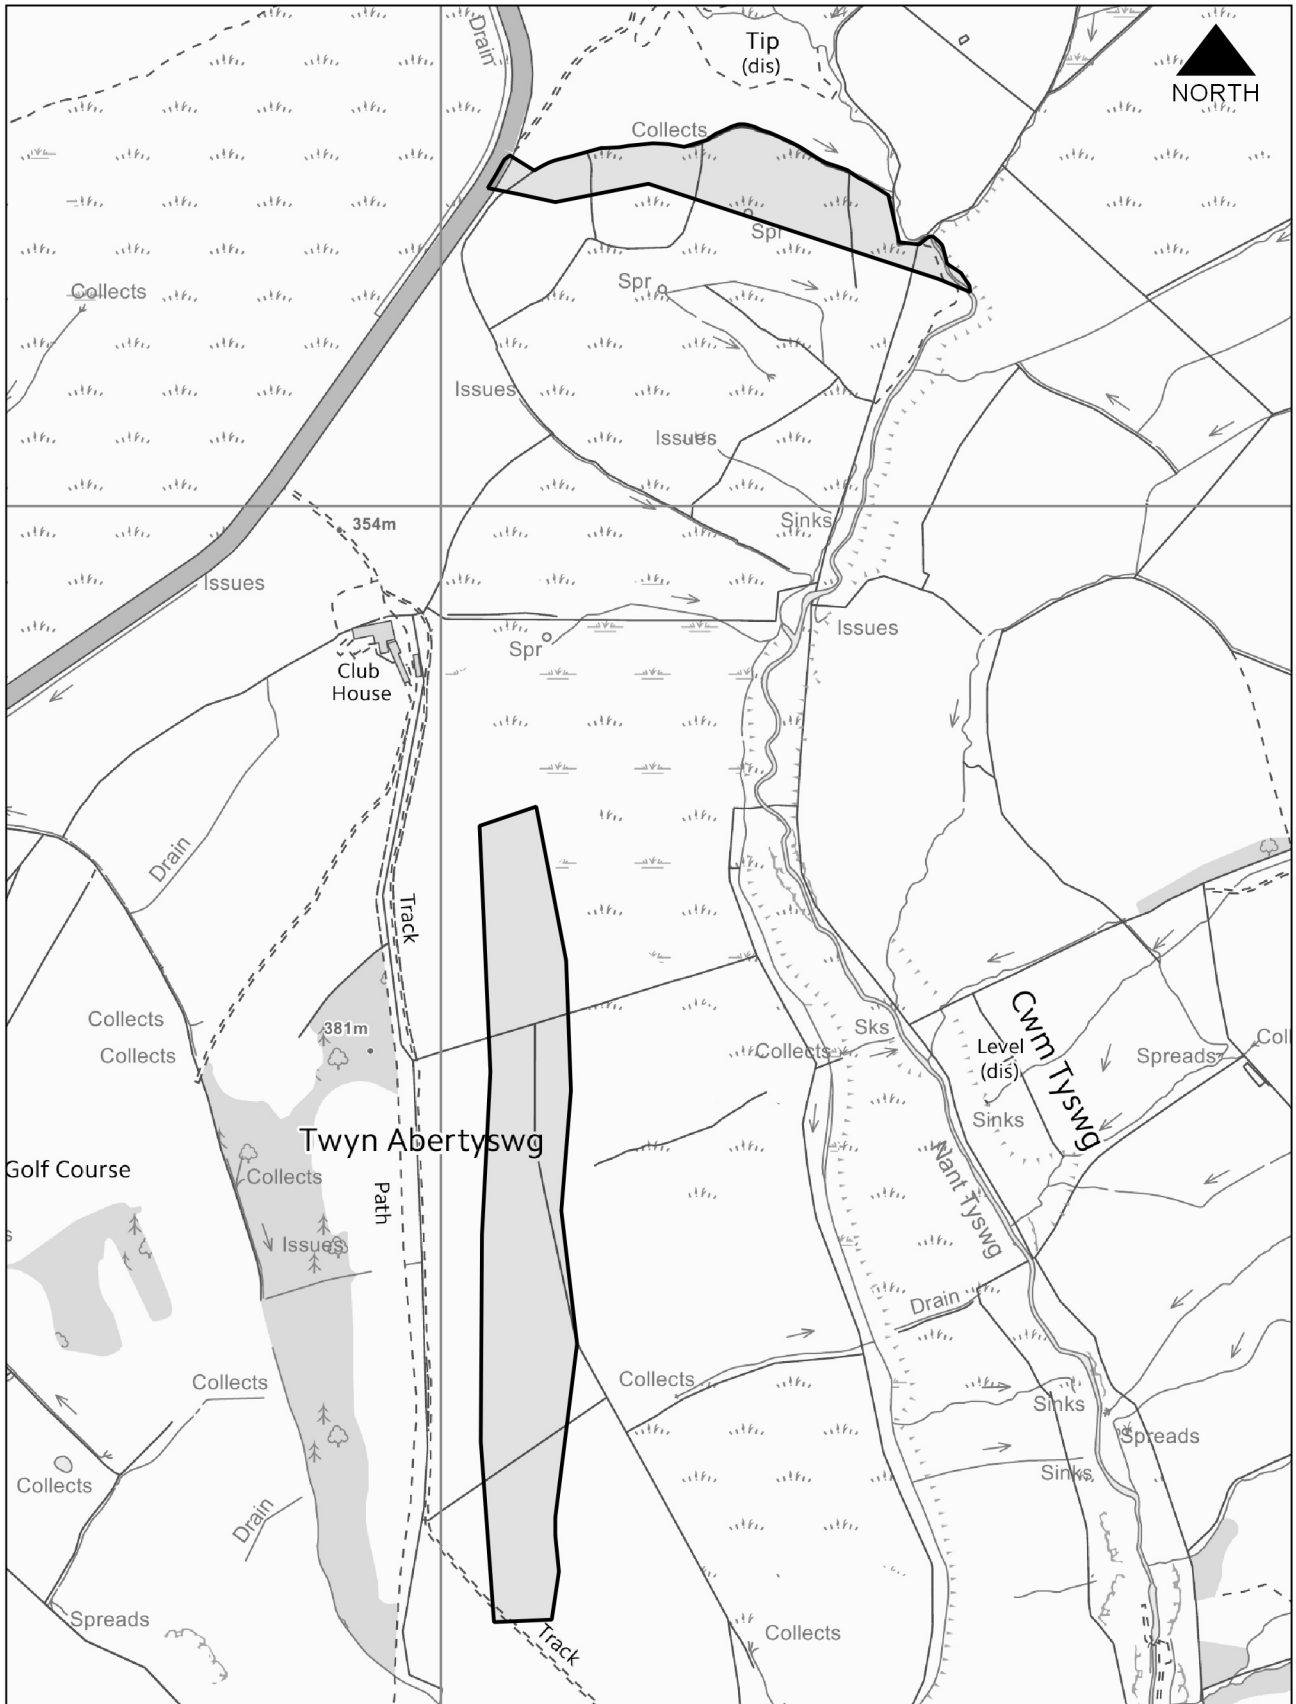 Drain
Tip
(dis)
NORTH
Collects
Spr
Collects
Spr
Issues
Issues
Sinks
354m
Issues
Issues
Spr
Club
House
Drain
Track
Collects
Collects
381m
Sks
Collects
Level
(dis)
Cwm Tyswg
Spreads
Sinks
Twyn Abertyswg
Golf Course
Collects
Path
Nant Tyswg
Issues
Drain
Collects
Collects
Sinks
Spreads
Sinks
Collects
Drain
Spreads
Track
Collects